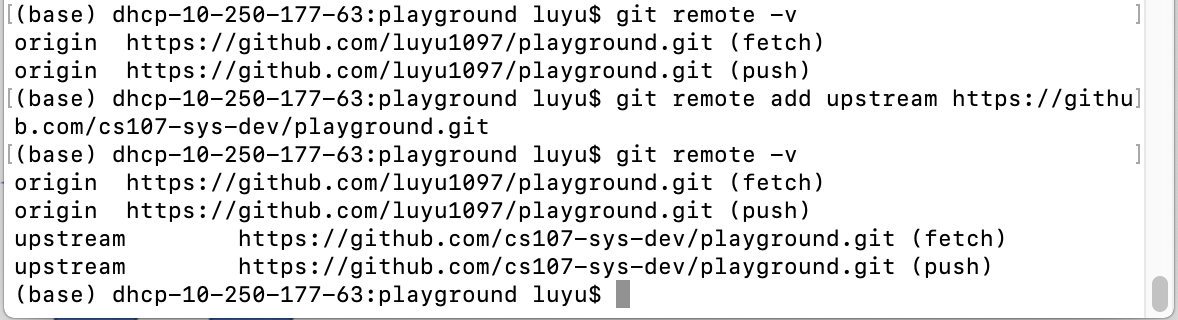 [(base) dhcp-10-250-177-63:playground luyu$ git remote -v ]
origin  https://github.com/luyu1097/playground.git (fetch)
origin  https://github.com/luyu1097/playground.git (push)
[(base) dhcp-10-250-177-63:playground luyu$ git remote add upstream https://githu]
b.com/cs107-sys-dev/playground.git
[(base) dhcp-10-250-177-63:playground luyu$ git remote -v ]
origin  https://github.com/luyu1097/playground.git (fetch)
origin  https://github.com/luyu1097/playground.git (push)
upstream        https://github.com/cs107-sys-dev/playground.git (fetch)
upstream        https://github.com/cs107-sys-dev/playground.git (push)
(base) dhcp-10-250-177-63:playground luyu$